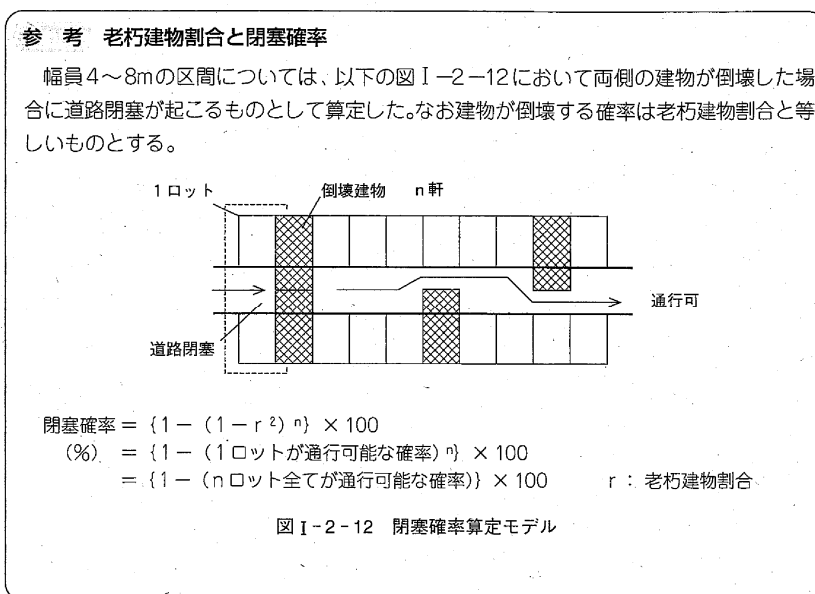 参 考 老朽建物割合と閉塞確率
幅員4～8mの区間については、以下の図Ⅰ－2－12において両側の建物が倒壊した場
合に道路閉塞が起こるものとして算定した。なお建物が倒壊する確率は老朽建物割合と等
しいものとする。
1ロット 倒壊建物 n軒
通行可
道路閉塞
閉塞確率＝ {1－（1－r²）ⁿ} ×100
（%） ＝ {1－（1ロットが通行可能な確率）ⁿ} ×100
＝ {1－（nロット全てが通行可能な確率）} ×100 r：老朽建物割合
図Ⅰ-2-12 閉塞確率算定モデル